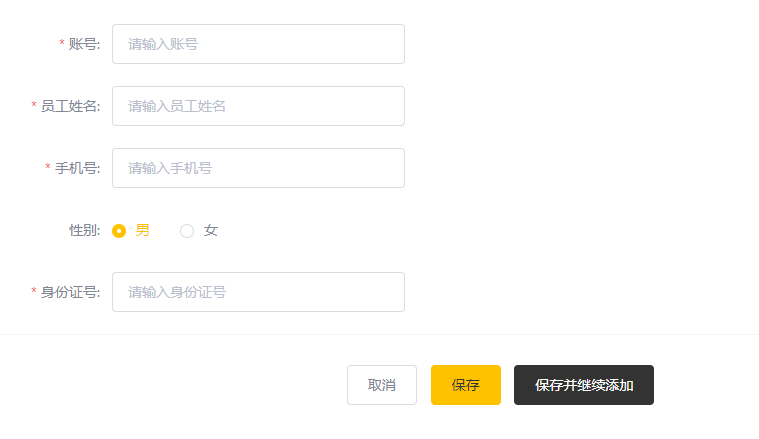 * 账号: 请输入账号
* 员工姓名: 请输入员工姓名
* 手机号: 请输入手机号
性别: 男 女
* 身份证号: 请输入身份证号
取消 保存 保存并继续添加